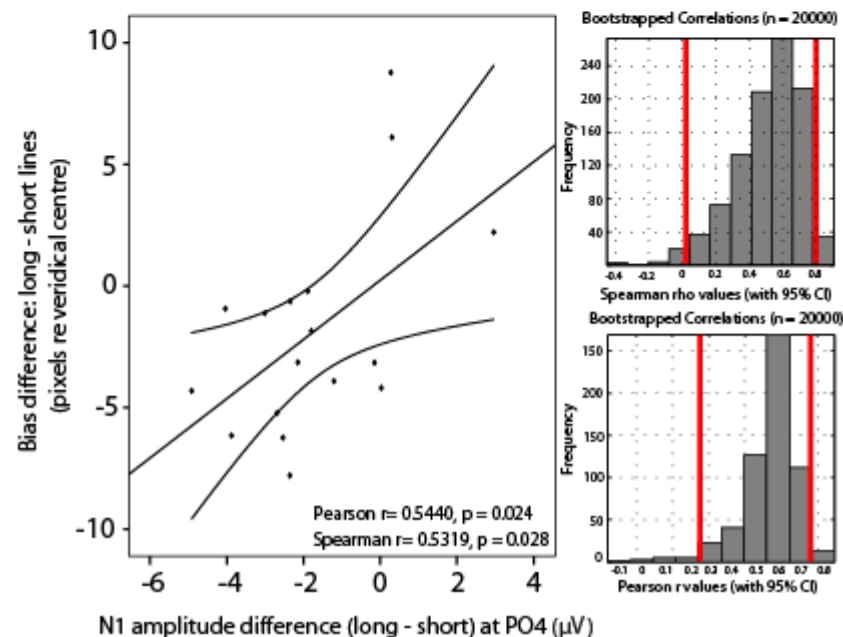 Bias difference: long - short lines
(pixels re veridical centre)
10
5
0
-5
-10
Pearson r= 0.5440, p = 0.024
Spearman r= 0.5319, p = 0.028
-6 -4 -2 0 2 4
N1 amplitude difference (long - short) at PO4 (μV)
Bootstrapped Correlations (n = 20000)
Frequency
240
200
160
120
80
40
-0.4 -0.2 0 0.2 0.4 0.6 0.8
Spearman rho values (with 95% CI)
Bootstrapped Correlations (n = 20000)
Frequency
150
100
50
0
-0.1 0 0.1 0.2 0.3 0.4 0.5 0.6 0.7 0.8
Pearson r values (with 95% CI)